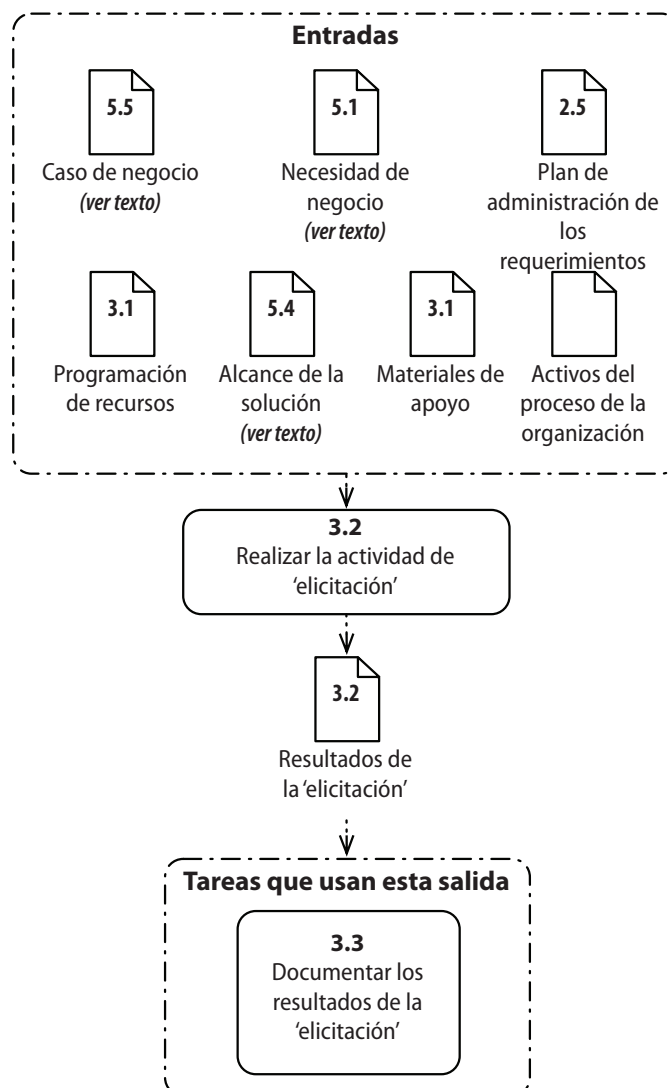 Entradas
5.5
5.1
2.5
Caso de negocio
(ver texto)
Necesidad de
negocio
(ver texto)
Plan de
administración de
los
requerimientos
3.1
5.4
3.1
Programación
de recursos
Alcance de la
solución
(ver texto)
Materiales de
apoyo
Activos del
proceso de la
organización
3.2
Realizar la actividad de
‘elicitación’
3.2
Resultados de
la ‘elicitación’
Tareas que usan esta salida
3.3
Documentar los
resultados de la
‘elicitación’